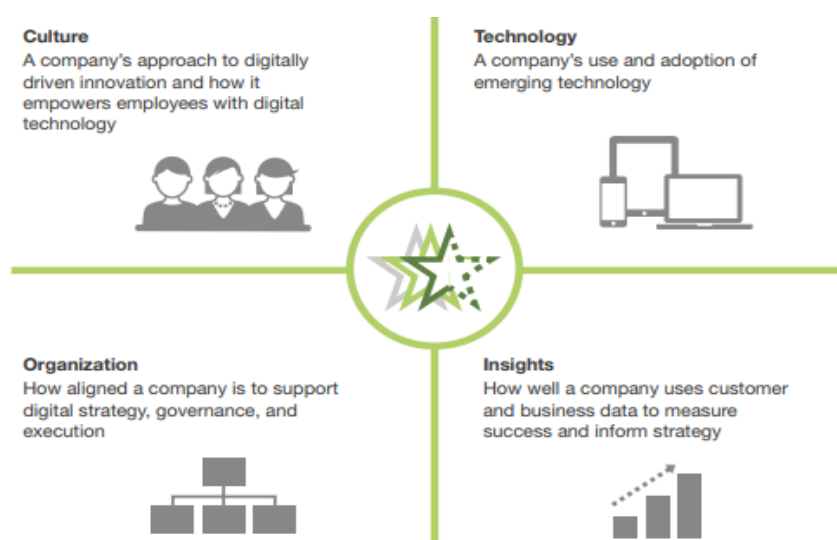 Culture
A company's approach to digitally
driven innovation and how it
empowers employees with digital
technology
Technology
A company's use and adoption of
emerging technology
Organization
How aligned a company is to support
digital strategy, governance, and
execution
Insights
How well a company uses customer
and business data to measure
success and inform strategy